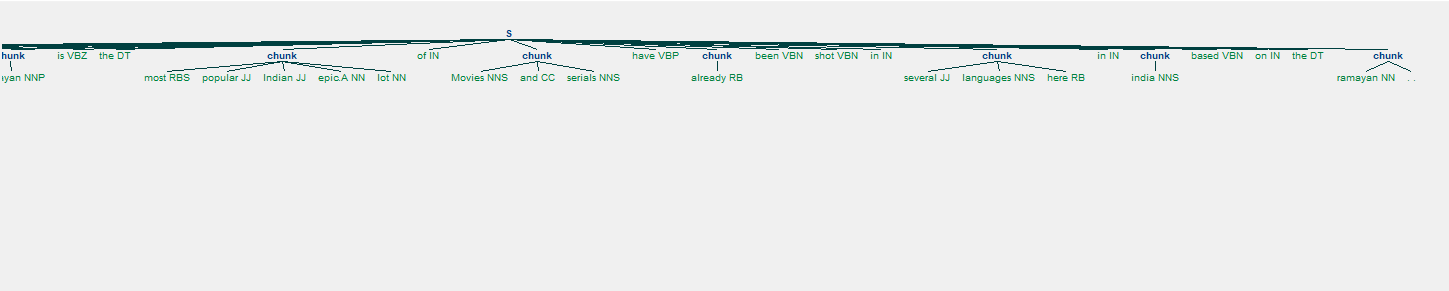 S
hunk is VBZ the DT chunk of IN chunk have VBP chunk been VBN shot VBN in IN chunk in IN chunk based VBN on IN the DT chunk
yan NNP most RBS popular JJ Indian JJ epic.A NN lot NN Movies NNS and CC serials NNS already RB several JJ languages NNS here RB india NNS ramayan NN . .